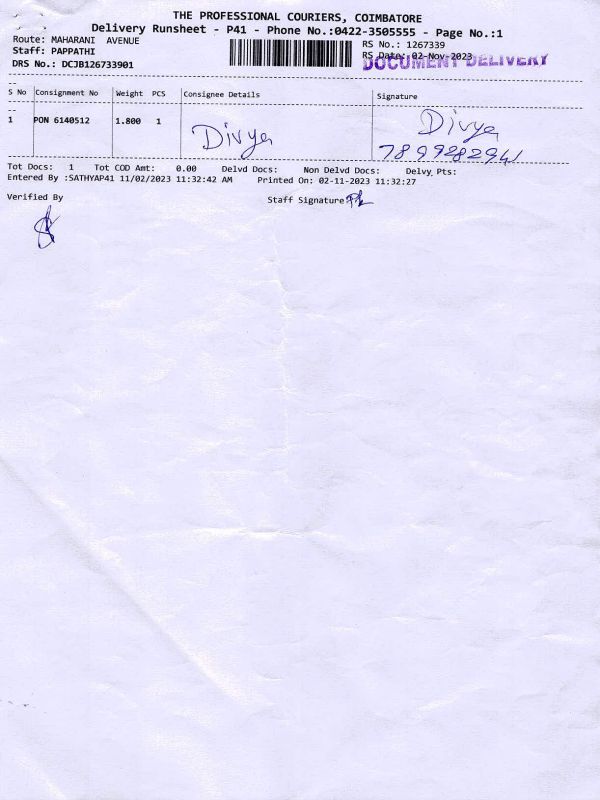 THE PROFESSIONAL COURIERS, COIMBATORE
Delivery Runsheet - P41 - Phone No.:0422-3505555 - Page No.:1
Route: MAHARANI AVENUE
Staff: PAPPATHI
DRS No.: DCJB126733901
RS No.: 1267339
RS Date: 02-Nov-2023
DOCUMENT DELIVERY
S No Consignment No Weight PCS Consignee Details Signature
1 PON 6140512 1.800 1 Divya Divya
7899282941
Tot Docs: 1 Tot COD Amt: 0.00 Delvd Docs: Non Delvd Docs: Delvy Pts:
Entered By :SATHYAP41 11/02/2023 11:32:42 AM Printed On: 02-11-2023 11:32:27
Verified By Staff Signature